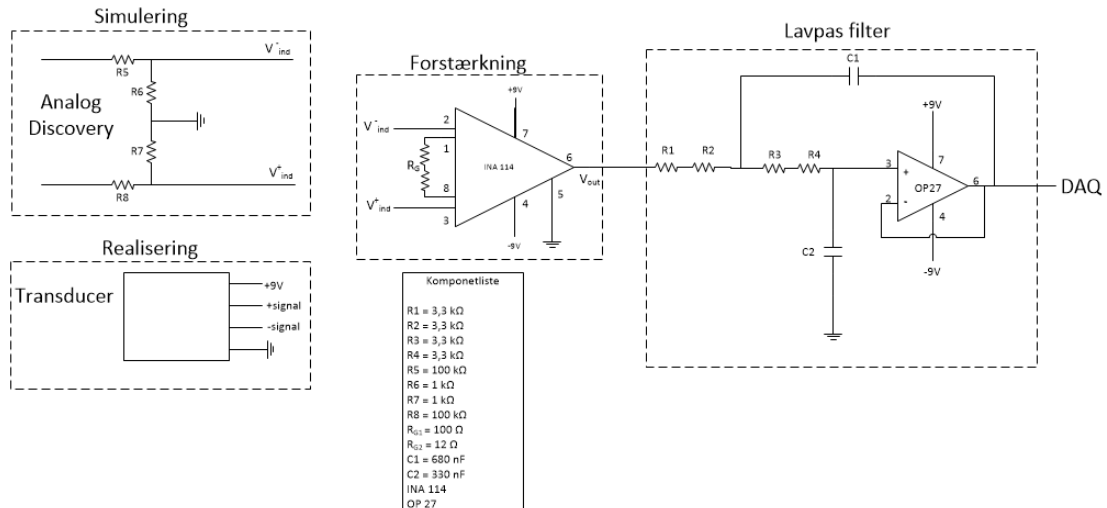 Simulering
V-ind
R5
R6
Analog
Discovery
R7
V+ind
R8
Realisering
Transducer
+9V
+signal
-signal
Forstærkning
+9V
V-ind
2
7
1
RG
INA 114
6
Vout
8
5
V+ind
3
4
-9V
Komponetliste
R1 = 3,3 kΩ
R2 = 3,3 kΩ
R3 = 3,3 kΩ
R4 = 3,3 kΩ
R5 = 100 kΩ
R6 = 1 kΩ
R7 = 1 kΩ
R8 = 100 kΩ
RG1 = 100 Ω
RG2 = 12 Ω
C1 = 680 nF
C2 = 330 nF
INA 114
OP 27
Lavpas filter
C1
+9V
R1
R2
R3
R4
3
+
7
OP27
6
DAQ
2
-
4
C2
-9V